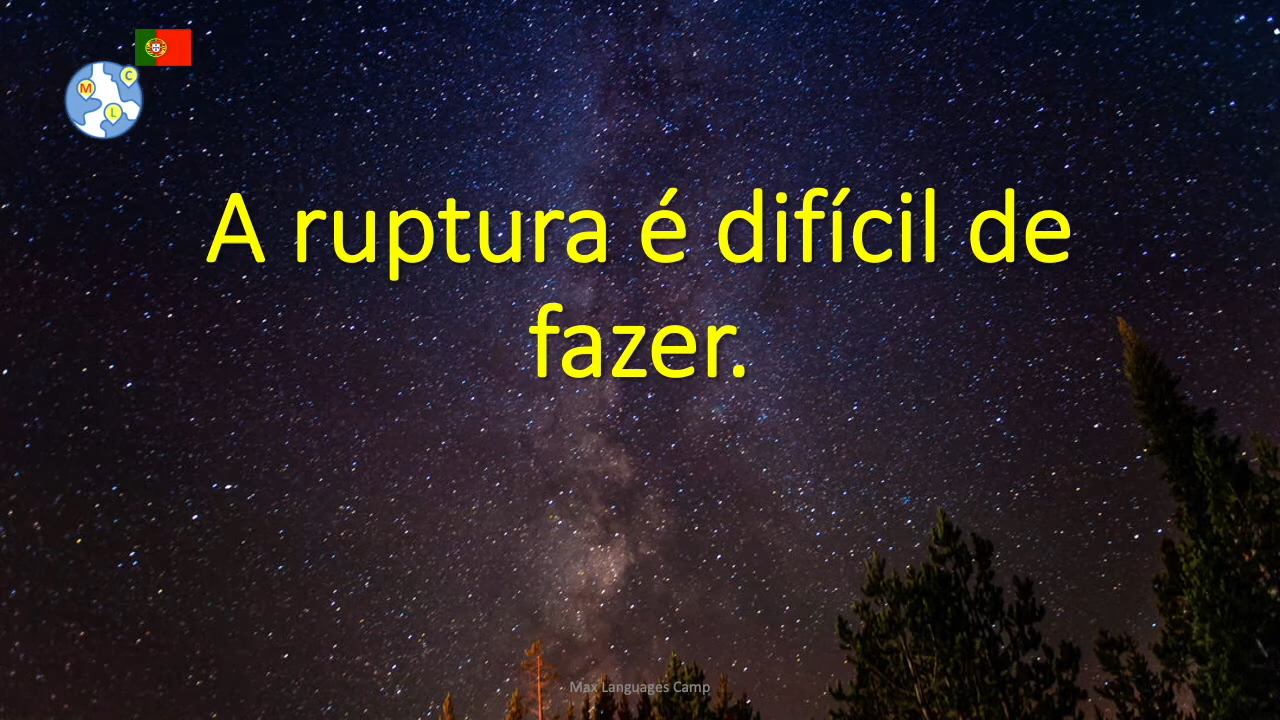 C
M
L
A ruptura é difícil de
fazer.
Max Languages Camp